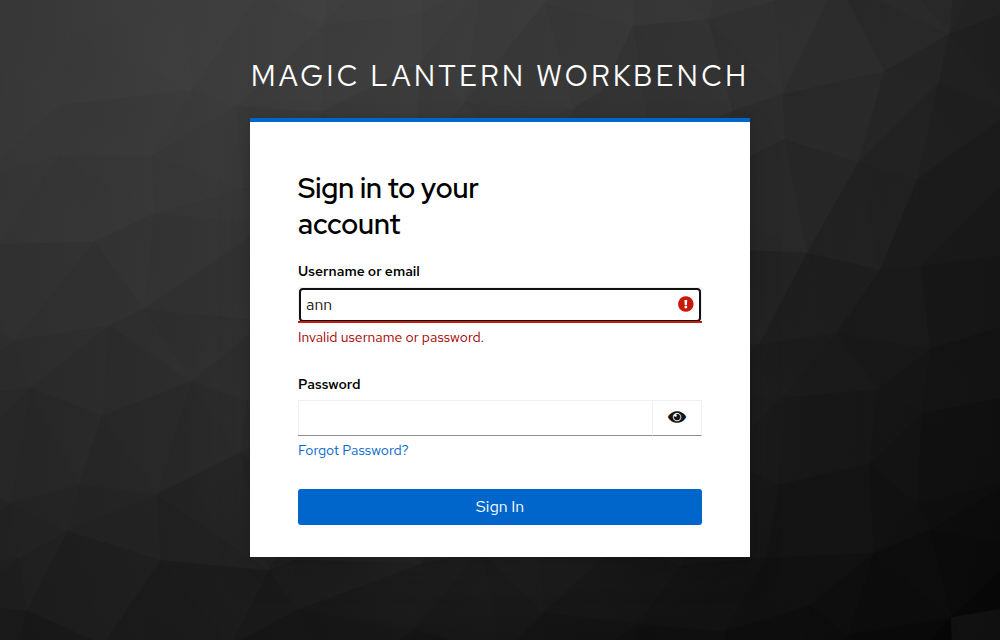 MAGIC LANTERN WORKBENCH
Sign in to your
account
Username or email
ann
Invalid username or password.
Password
Forgot Password?
Sign In